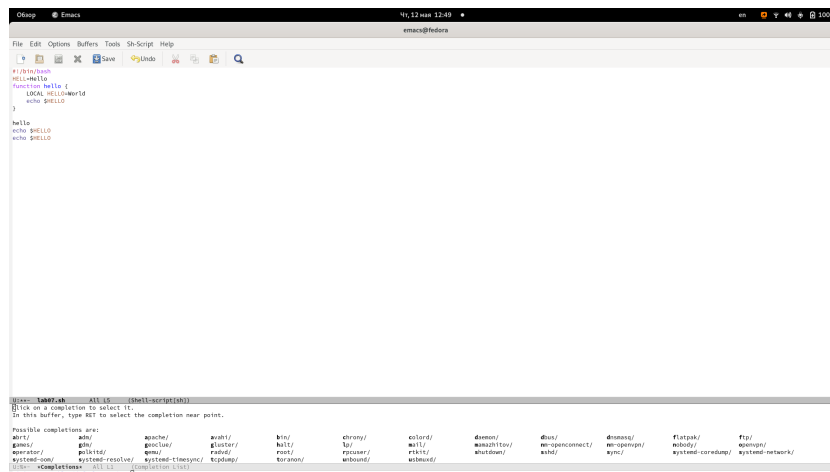 Обзор Emacs Чт, 12 мая 12:49 en 100
emacs@fedora
File Edit Options Buffers Tools Sh-Script Help
Save Undo
#!/bin/bash
HELL=Hello
function hello {
    LOCAL HELLO=World
    echo $HELLO
}
hello
echo $HELLO
echo $HELLO
U:**- lab07.sh All L5 (Shell-script[sh])
Click on a completion to select it.
In this buffer, type RET to select the completion near point.
Possible completions are:
abrt/ adm/ apache/ avahi/ bin/ chrony/ colord/ daemon/ dbus/ dnsmasq/ flatpak/ ftp/
games/ gdm/ geoclue/ gluster/ halt/ lp/ mail/ mamazhitov/ nm-openconnect/ nm-openvpn/ nobody/ openvpn/
operator/ polkitd/ qemu/ radvd/ root/ rpcuser/ rtkit/ shutdown/ sshd/ sync/ systemd-coredump/ systemd-network/
systemd-oom/ systemd-resolve/ systemd-timesync/ tcpdump/ toranon/ unbound/ usbmuxd/
U:%*- *Completions* All L1 (Completion List)